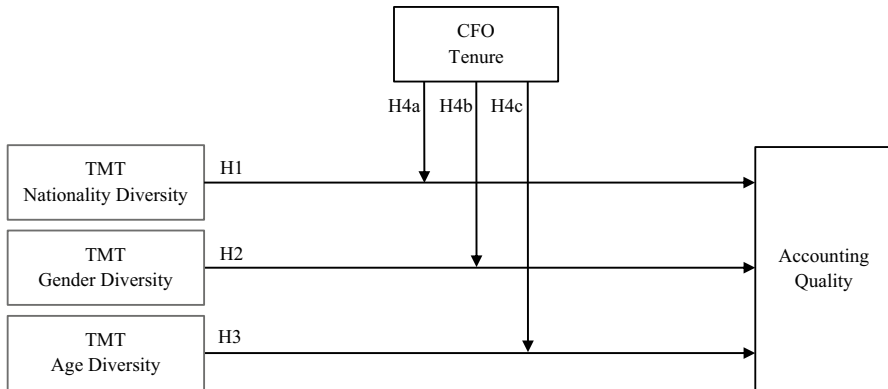 CFO
Tenure
H4a H4b H4c
TMT
Nationality Diversity
H1
TMT
Gender Diversity
H2
TMT
Age Diversity
H3
Accounting
Quality